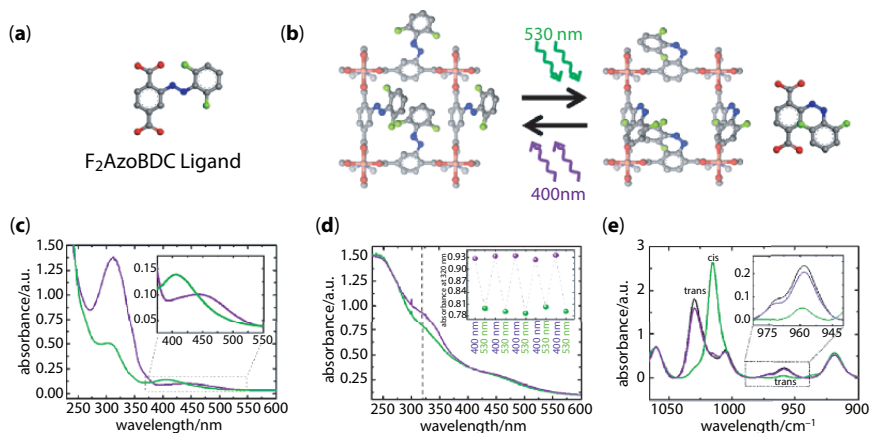 (a)
F₂AzoBDC Ligand
(b)
530 nm
400nm
(c)
absorbance/a.u.
1.50
1.25
1.00
0.75
0.50
0.25
0.00
0.15
0.10
0.05
400 450 500 550
250 300 350 400 450 500 550 600
wavelength/nm
(d)
absorbance/a.u.
1.50
1.25
1.00
0.75
0.50
0.25
absorbance at 320 nm
0.93
0.90
0.87
0.84
0.81
0.78
400 nm
530 nm
400 nm
530 nm
400 nm
530 nm
400 nm
530 nm
400 nm
530 nm
250 300 350 400 450 500 550 600
wavelength/nm
(e)
absorbance/a.u.
3
2
1
0
trans
cis
trans
0.2
0.1
0.0
975 960 945
1050 1000 950 900
wavelength/cm⁻¹